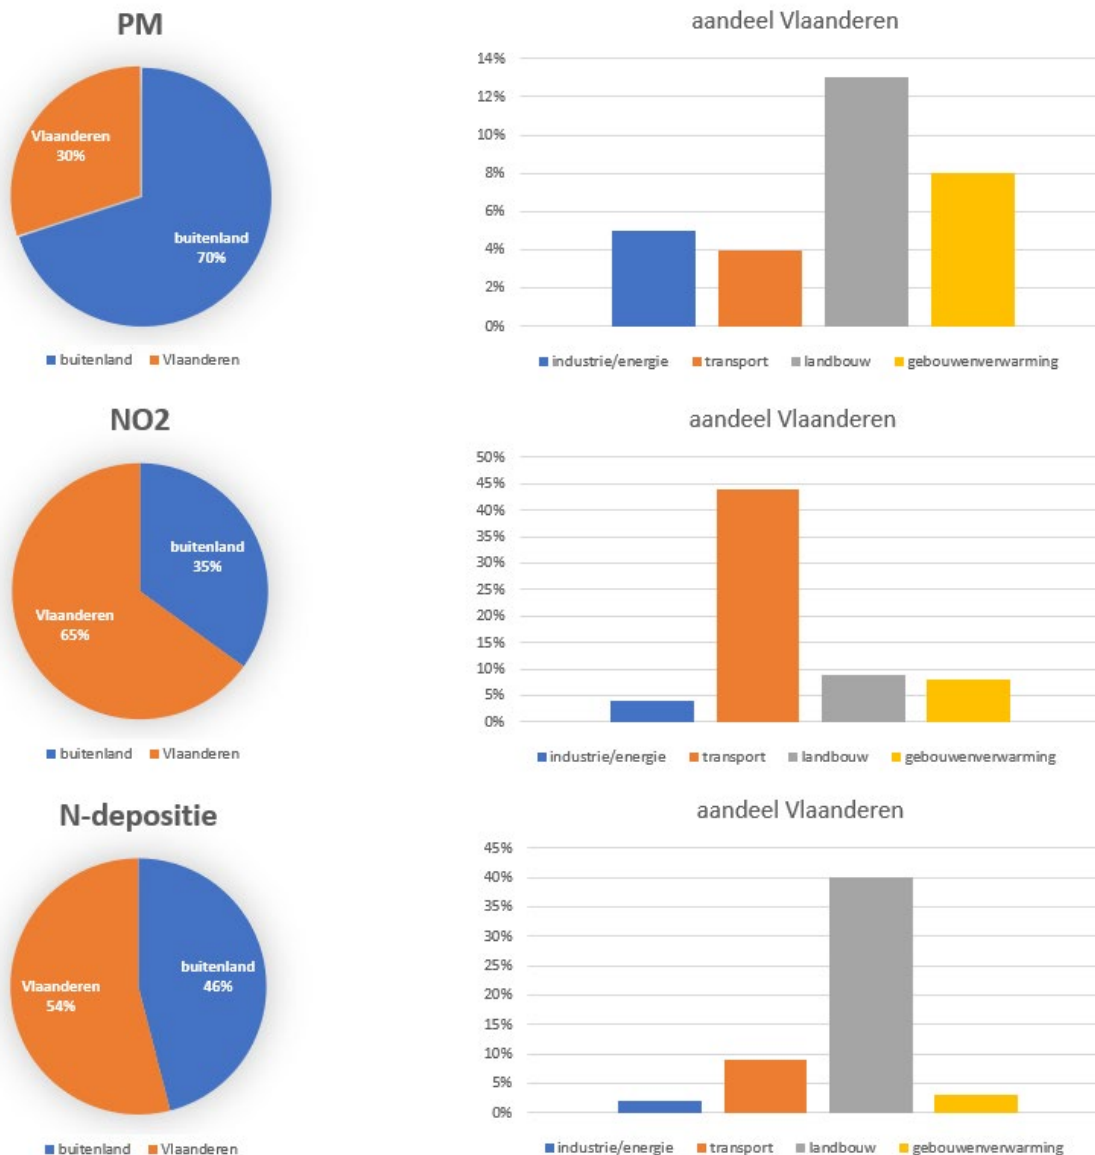 PM
Vlaanderen
30%
buitenland
70%
buitenland Vlaanderen
aandeel Vlaanderen
14%
12%
10%
8%
6%
4%
2%
0%
industrie/energie transport landbouw gebouwenverwarming
NO2
buitenland
35%
Vlaanderen
65%
buitenland Vlaanderen
aandeel Vlaanderen
50%
45%
40%
35%
30%
25%
20%
15%
10%
5%
0%
industrie/energie transport landbouw gebouwenverwarming
N-depositie
buitenland
46%
Vlaanderen
54%
buitenland Vlaanderen
aandeel Vlaanderen
45%
40%
35%
30%
25%
20%
15%
10%
5%
0%
industrie/energie transport landbouw gebouwenverwarming